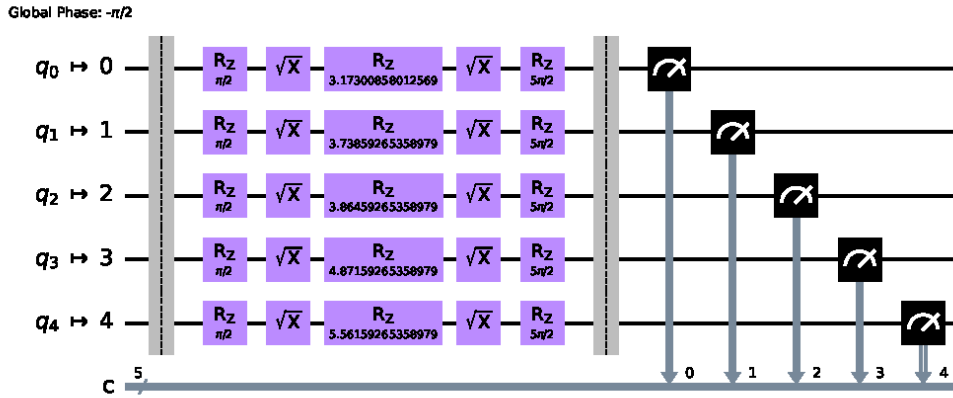 Global Phase: -π/2
q0 ↦ 0 RZ π/2 √X RZ 3.17300858012569 √X RZ 5π/2
q1 ↦ 1 RZ π/2 √X RZ 3.73859265358979 √X RZ 5π/2
q2 ↦ 2 RZ π/2 √X RZ 3.86459265358979 √X RZ 5π/2
q3 ↦ 3 RZ π/2 √X RZ 4.87159265358979 √X RZ 5π/2
q4 ↦ 4 RZ π/2 √X RZ 5.56159265358979 √X RZ 5π/2
c 5 0 1 2 3 4